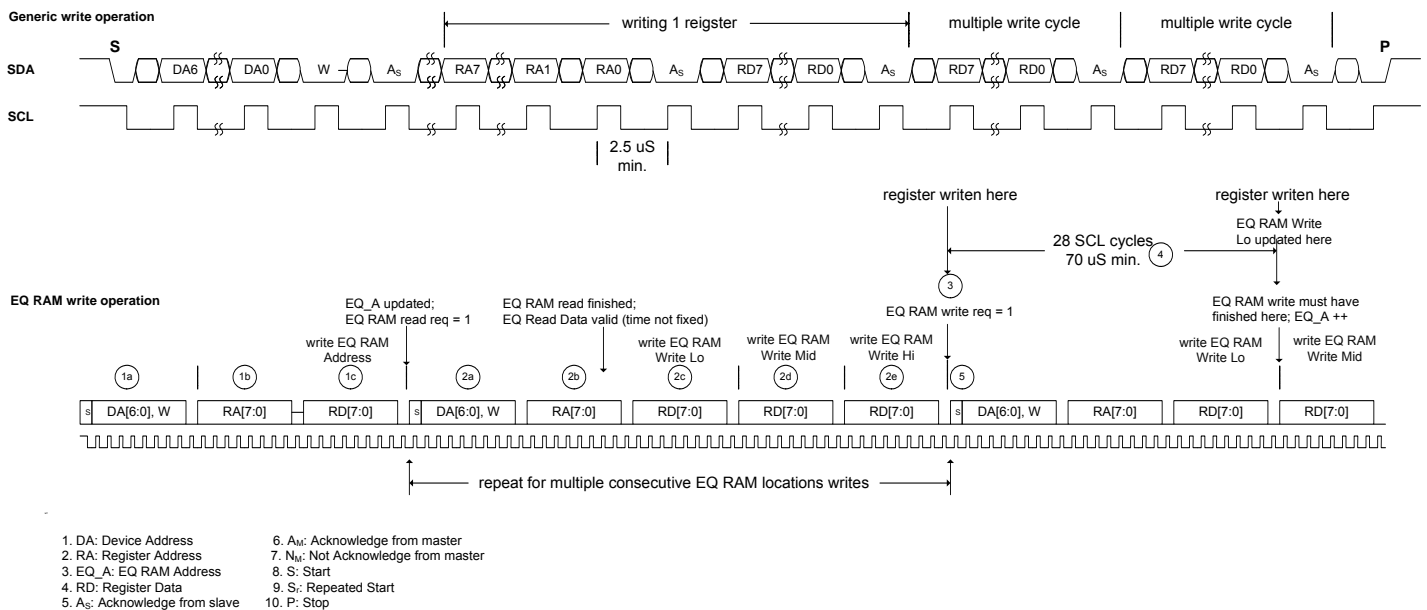 Generic write operation
writing 1 reigster
multiple write cycle
multiple write cycle
S
P
SDA
DA6
DA0
W
As
RA7
RA1
RA0
As
RD7
RD0
As
RD7
RD0
As
RD7
RD0
As
SCL
2.5 uS
min.
register writen here
register writen here
EQ RAM Write
Lo updated here
28 SCL cycles
70 uS min.
4
3
EQ RAM write operation
EQ_A updated;
EQ RAM read req = 1
EQ RAM read finished;
EQ Read Data valid (time not fixed)
EQ RAM write req = 1
EQ RAM write must have
finished here; EQ_A ++
write EQ RAM
Address
write EQ RAM
Write Lo
write EQ RAM
Write Mid
write EQ RAM
Write Hi
write EQ RAM
Write Lo
write EQ RAM
Write Mid
1a
1b
1c
2a
2b
2c
2d
2e
5
S
DA[6:0], W
RA[7:0]
RD[7:0]
S
DA[6:0], W
RA[7:0]
RD[7:0]
RD[7:0]
RD[7:0]
S
DA[6:0], W
RA[7:0]
RD[7:0]
RD[7:0]
repeat for multiple consecutive EQ RAM locations writes
1. DA: Device Address
2. RA: Register Address
3. EQ_A: EQ RAM Address
4. RD: Register Data
5. As: Acknowledge from slave
6. AM: Acknowledge from master
7. NM: Not Acknowledge from master
8. S: Start
9. Sr: Repeated Start
10. P: Stop